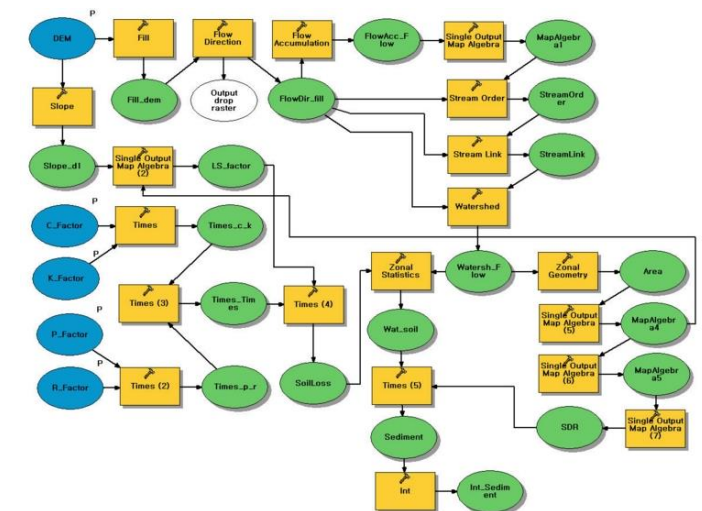 P
DEM
Fill
Flow
Direction
Flow
Accumulation
FlowAcc_F
low
Single Output
Map Algebra
MapAlgebr
a1
Slope
Fill_dem
Output
drop
raster
FlowDir_fill
Stream Order
StreamOrd
er
Slope_d1
Single Output
Map Algebra
(2)
LS_factor
Stream Link
StreamLink
Watershed
P
C_Factor
Times
Times_c_k
P
K_Factor
Zonal
Statistics
Watersh_F
low
Zonal
Geometry
Area
Times (3)
Times_Tim
es
Times (4)
P
P_Factor
Wat_soil
Single Output
Map Algebra
(5)
MapAlgebr
a4
P
R_Factor
Times (2)
Times_p_r
SoilLoss
Times (5)
Single Output
Map Algebra
(6)
MapAlgebr
a5
Sediment
SDR
Single Output
Map Algebra
(7)
Int
Int_Sedim
ent